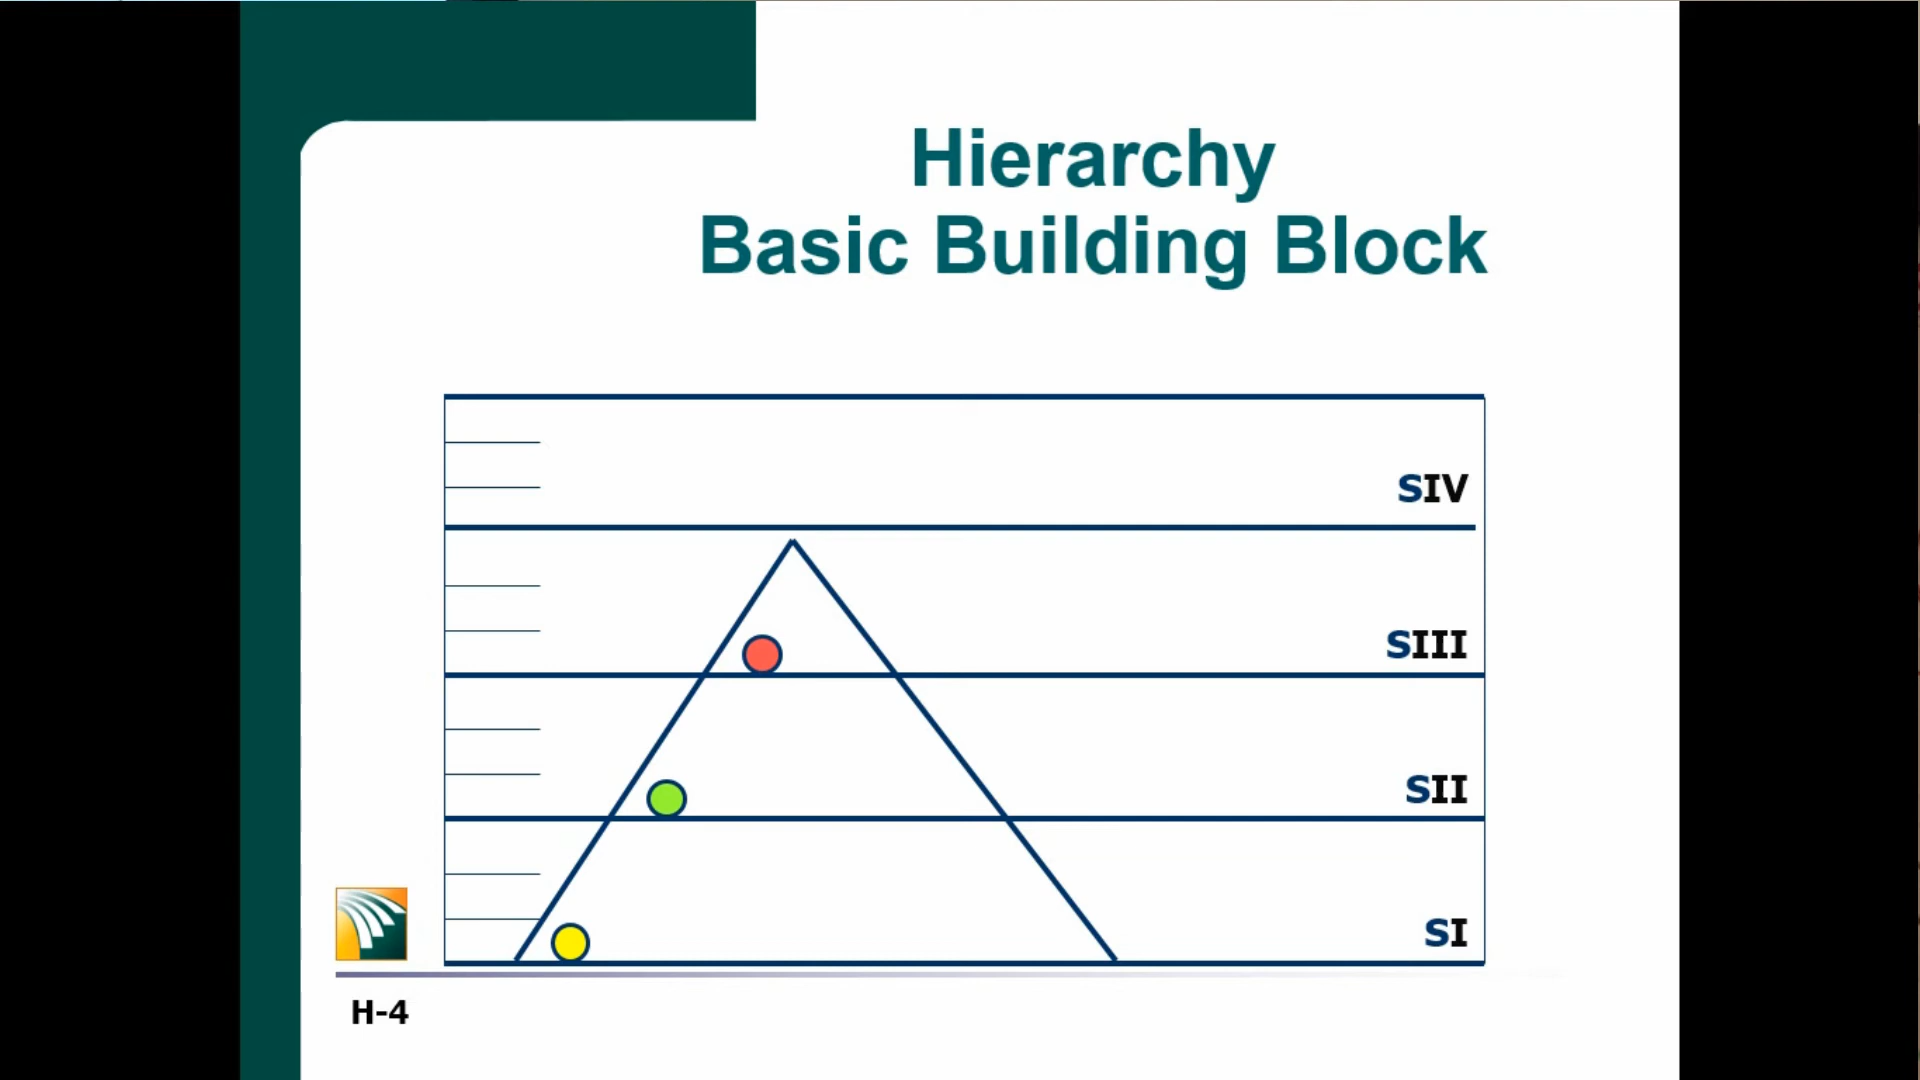 Hierarchy
Basic Building Block
SIV
SIII
SII
SI
H-4